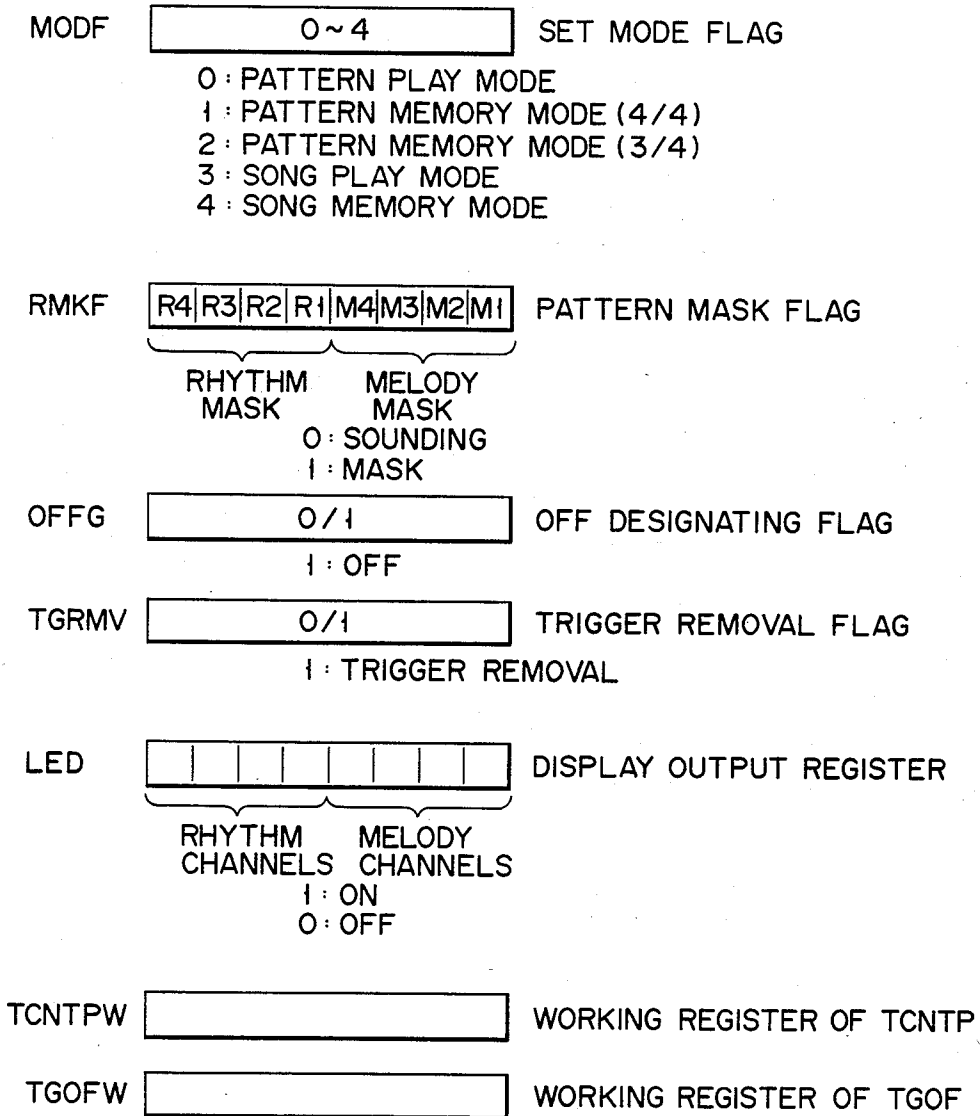 MODF 0~4 SET MODE FLAG
0 : PATTERN PLAY MODE
1 : PATTERN MEMORY MODE (4/4)
2 : PATTERN MEMORY MODE (3/4)
3 : SONG PLAY MODE
4 : SONG MEMORY MODE
RMKF R4 R3 R2 R1 M4 M3 M2 M1 PATTERN MASK FLAG
RHYTHM MELODY
MASK MASK
0 : SOUNDING
1 : MASK
OFFG 0/1 OFF DESIGNATING FLAG
1 : OFF
TGRMV 0/1 TRIGGER REMOVAL FLAG
1 : TRIGGER REMOVAL
LED DISPLAY OUTPUT REGISTER
RHYTHM MELODY
CHANNELS CHANNELS
1 : ON
0 : OFF
TCNTPW WORKING REGISTER OF TCNTP
TGOFW WORKING REGISTER OF TGOF